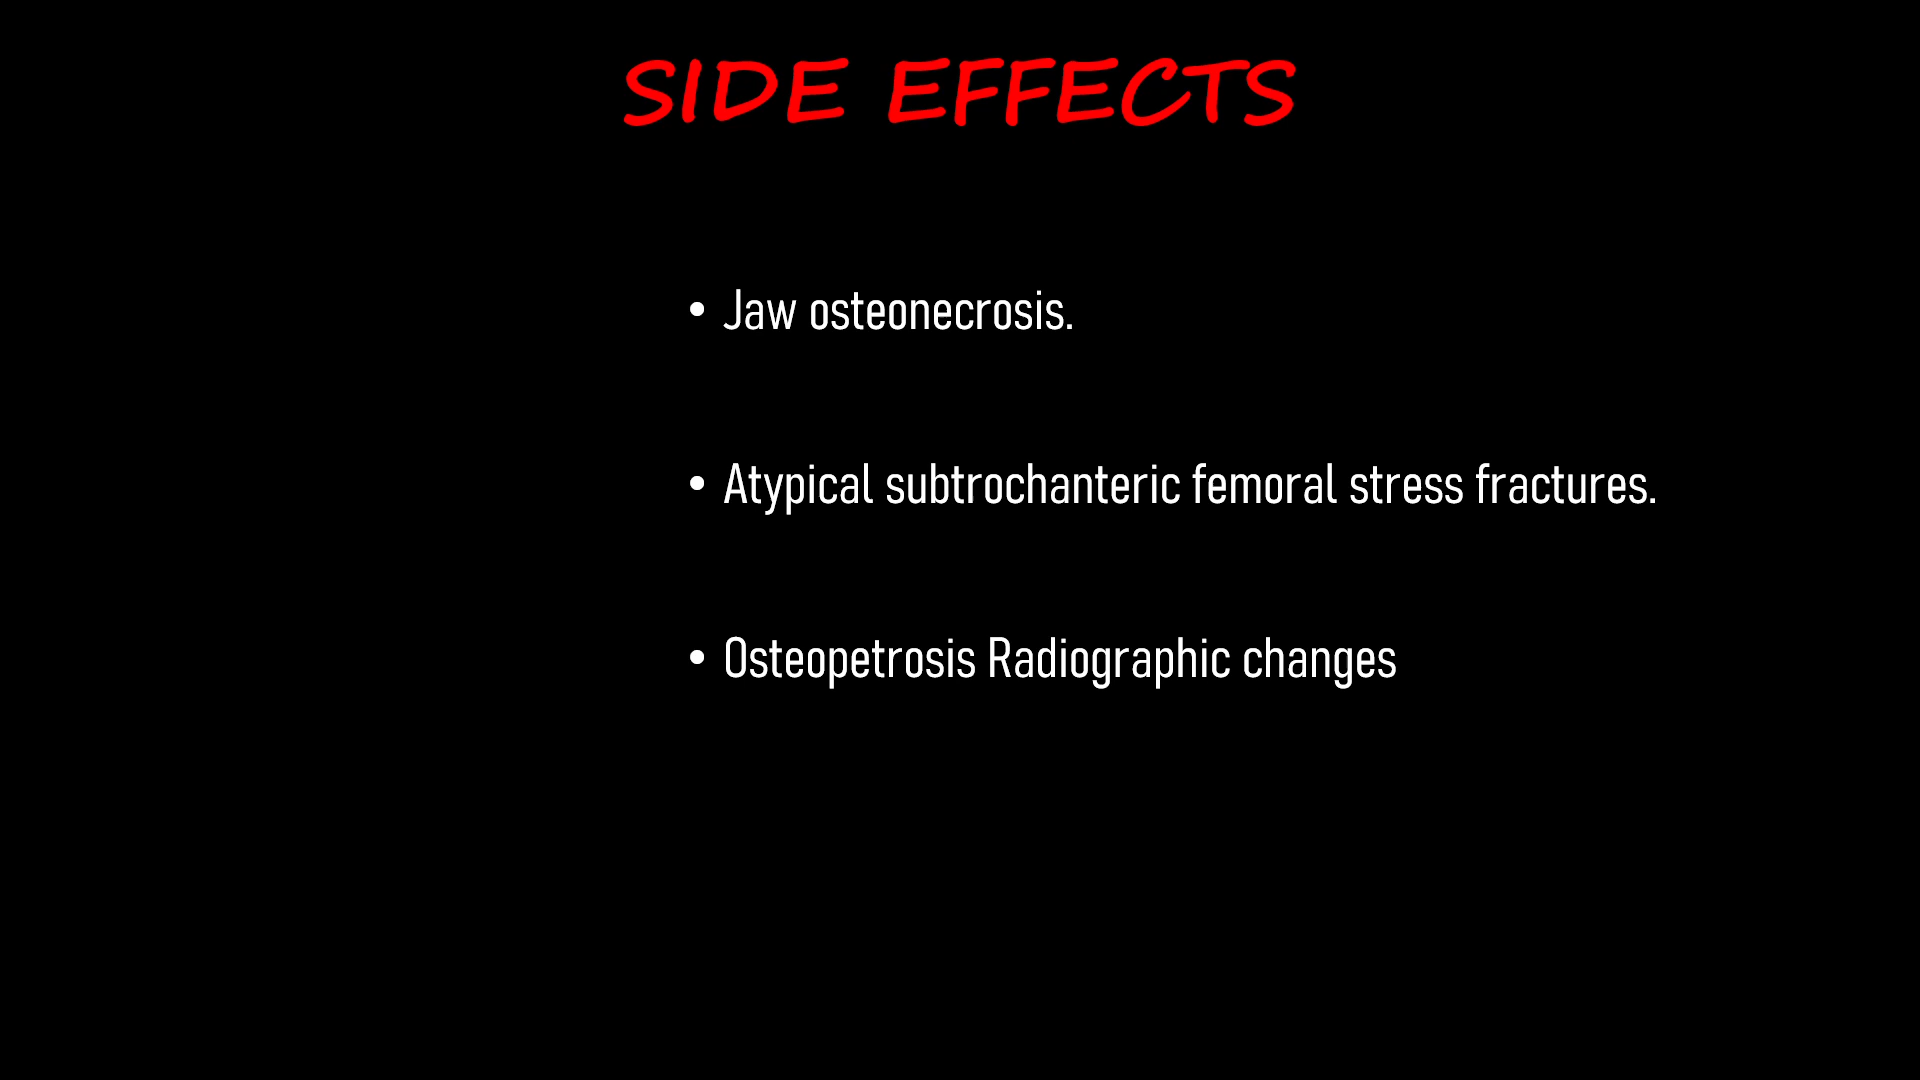 SIDE EFFECTS
• Jaw osteonecrosis.
• Atypical subtrochanteric femoral stress fractures.
• Osteopetrosis Radiographic changes